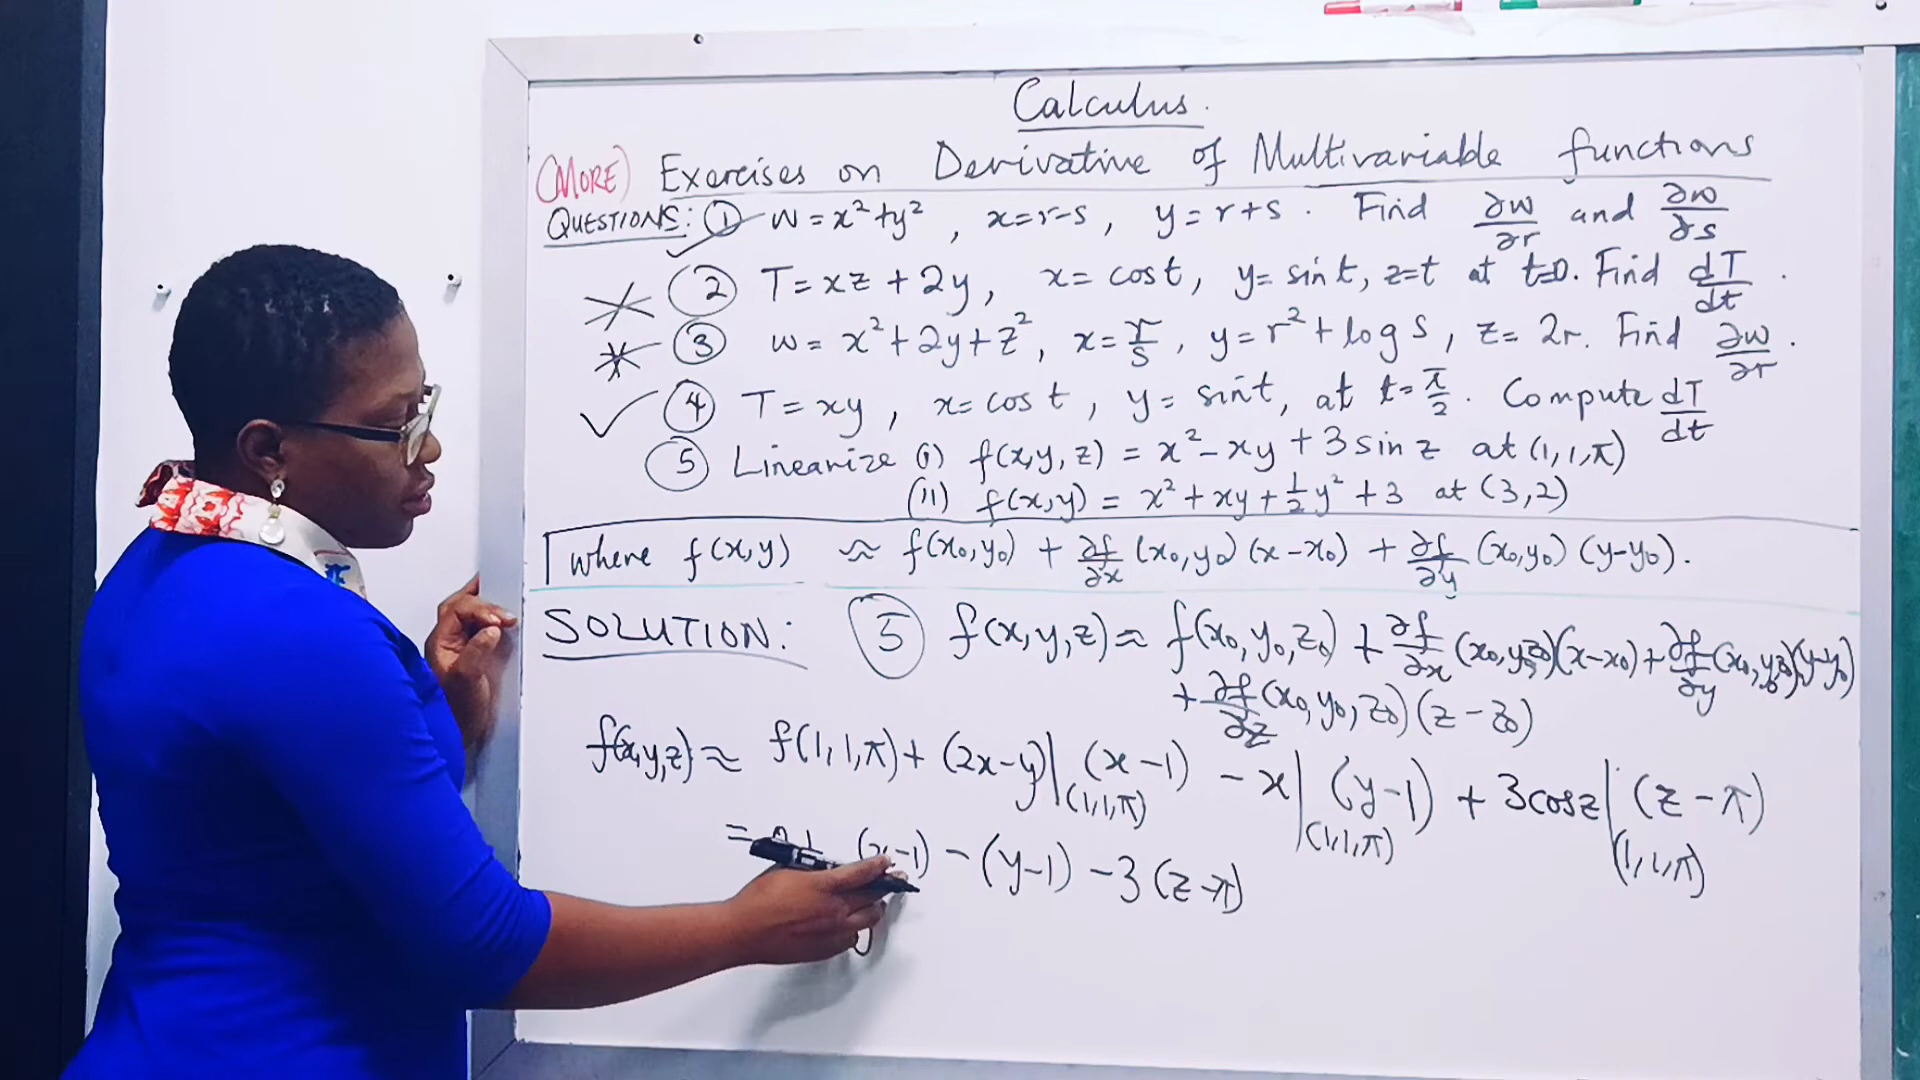 Calculus.
(MORE) Exercises on Derivative of Multivariable functions
QUESTIONS: ① w = x² + y² , x = r-s, y = r+s . Find ∂w/∂r and ∂w/∂s
② T = xz + 2y, x = cos t, y = sin t, z=t at t=0. Find dT/dt .
③ w = x² + 2y + z², x = r/s, y = r² + log s, z = 2r. Find ∂w/∂r .
④ T = xy, x = cos t, y = sin t, at t = π/2. Compute dT/dt
⑤ Linearize (i) f(x,y,z) = x² - xy + 3 sin z at (1,1,π)
(ii) f(x,y) = x² + xy + ½y² + 3 at (3,2)
where f(x,y) ≈ f(x₀,y₀) + ∂f/∂x (x₀,y₀)(x-x₀) + ∂f/∂y (x₀,y₀)(y-y₀).
SOLUTION: ⑤ f(x,y,z) ≈ f(x₀,y₀,z₀) + ∂f/∂x (x₀,y₀,z₀)(x-x₀) + ∂f/∂y (x₀,y₀,z₀)(y-y₀)
+ ∂f/∂z (x₀,y₀,z₀)(z-z₀)
f(x,y,z) ≈ f(1,1,π) + (2x-y)|(1,1,π) (x-1) - x|(1,1,π) (y-1) + 3cosz|(1,1,π) (z-π)
= (x-1) - (y-1) - 3(z-π)